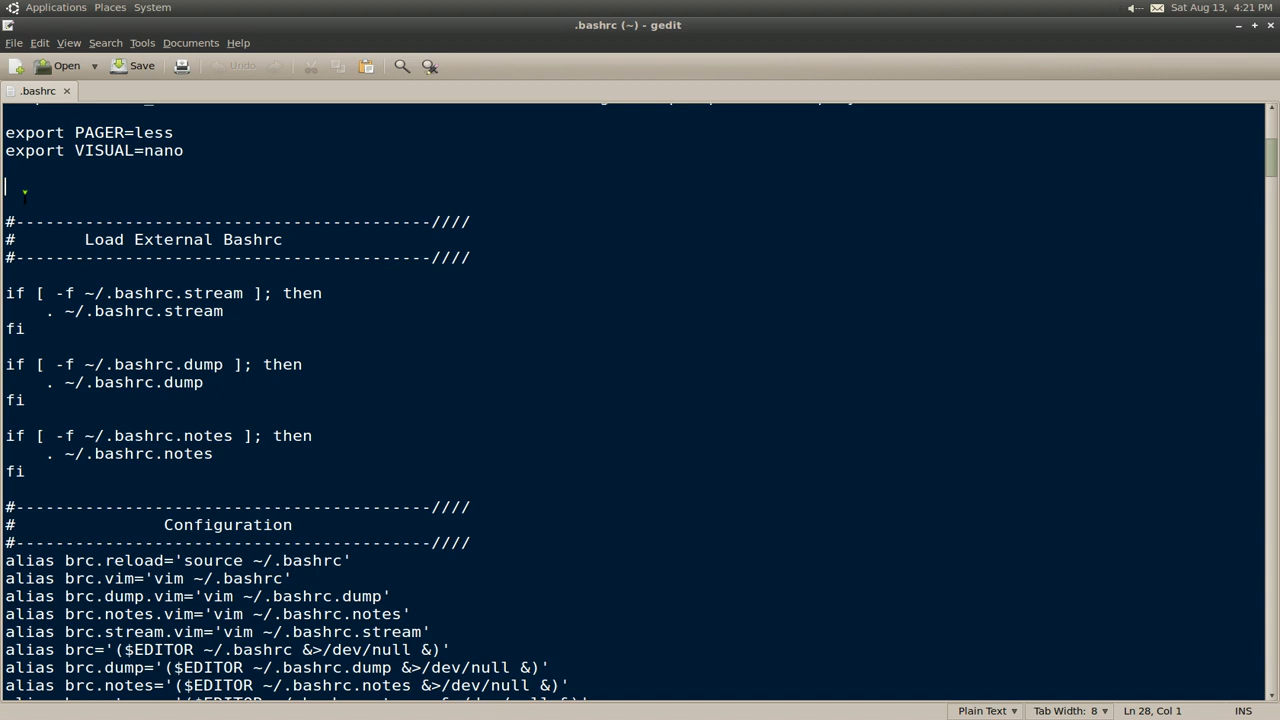 Applications Places System
Sat Aug 13, 4:21 PM
.bashrc (~) - gedit
File Edit View Search Tools Documents Help
Open Save Undo
.bashrc
export PAGER=less
export VISUAL=nano
#------------------------------------------////
# Load External Bashrc
#------------------------------------------////
if [ -f ~/.bashrc.stream ]; then
. ~/.bashrc.stream
fi
if [ -f ~/.bashrc.dump ]; then
. ~/.bashrc.dump
fi
if [ -f ~/.bashrc.notes ]; then
. ~/.bashrc.notes
fi
#------------------------------------------////
# Configuration
#------------------------------------------////
alias brc.reload='source ~/.bashrc'
alias brc.vim='vim ~/.bashrc'
alias brc.dump.vim='vim ~/.bashrc.dump'
alias brc.notes.vim='vim ~/.bashrc.notes'
alias brc.stream.vim='vim ~/.bashrc.stream'
alias brc='($EDITOR ~/.bashrc &>/dev/null &)'
alias brc.dump='($EDITOR ~/.bashrc.dump &>/dev/null &)'
alias brc.notes='($EDITOR ~/.bashrc.notes &>/dev/null &)'
Plain Text Tab Width: 8 Ln 28, Col 1 INS